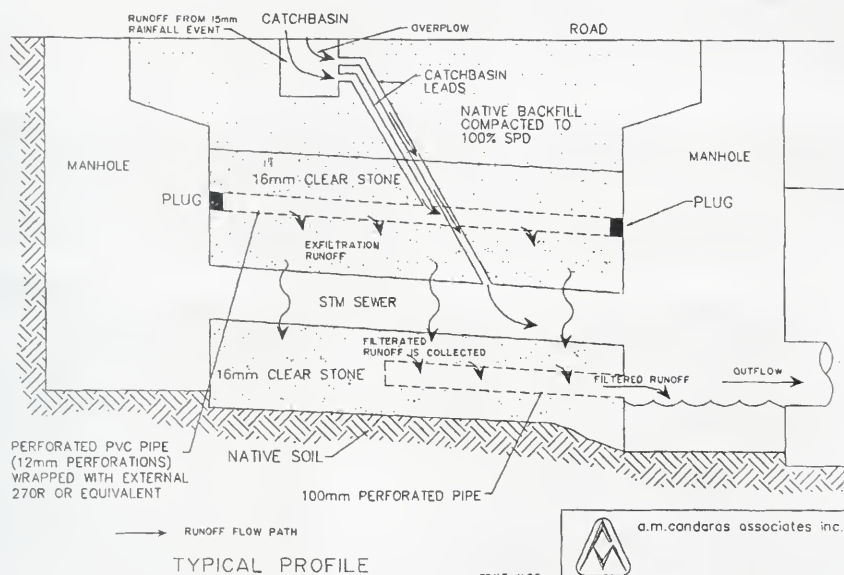 RUNOFF FROM 15mm
RAINFALL EVENT
CATCHBASIN
OVERFLOW
ROAD
CATCHBASIN
LEADS
NATIVE BACKFILL
COMPACTED TO
100% SPD
MANHOLE
MANHOLE
16mm CLEAR STONE
PLUG
PLUG
EXFILTRATION
RUNOFF
STM SEWER
FILTERATED
RUNOFF IS COLLECTED
16mm CLEAR STONE
FILTERED RUNOFF
OUTFLOW
PERFORATED PVC PIPE
(12mm PERFORATIONS)
WRAPPED WITH EXTERNAL
270R OR EQUIVALENT
NATIVE SOIL
100mm PERFORATED PIPE
RUNOFF FLOW PATH
TYPICAL PROFILE
a.m.candaras associates inc.